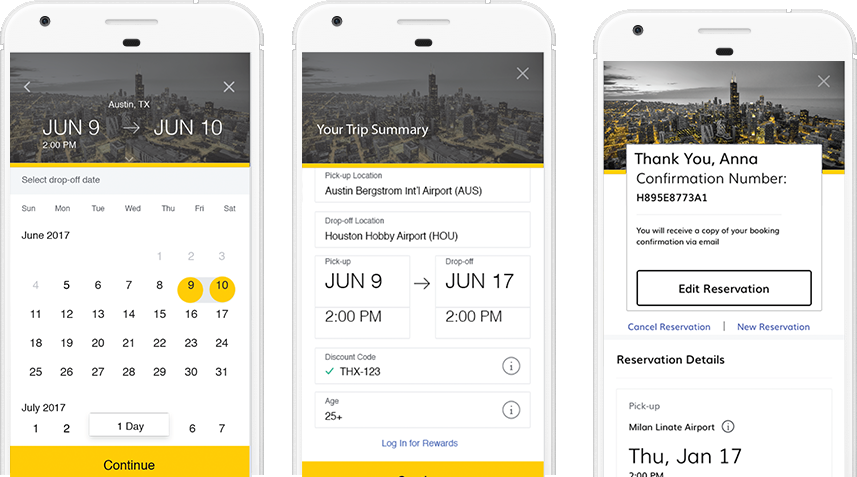 Austin, TX
JUN 9 → JUN 10
2:00 PM
Select drop-off date
Sun Mon Tue Wed Thu Fri Sat
June 2017
1 2 3
4 5 6 7 8 9 10
11 12 13 14 15 16 17
18 19 20 21 22 23 24
25 26 27 28 29 30 31
July 2017
1 2 1 Day 6 7
Continue
Your Trip Summary
Pick-up Location
Austin Bergstrom Int'l Airport (AUS)
Drop-off Location
Houston Hobby Airport (HOU)
Pick-up Drop-off
JUN 9 → JUN 17
2:00 PM 2:00 PM
Discount Code
✓ THX-123
Age
25+
Log In for Rewards
Thank You, Anna
Confirmation Number:
H895E8773A1
You will receive a copy of your booking
confirmation via email
Edit Reservation
Cancel Reservation | New Reservation
Reservation Details
Pick-up
Milan Linate Airport
Thu, Jan 17
2:00 PM